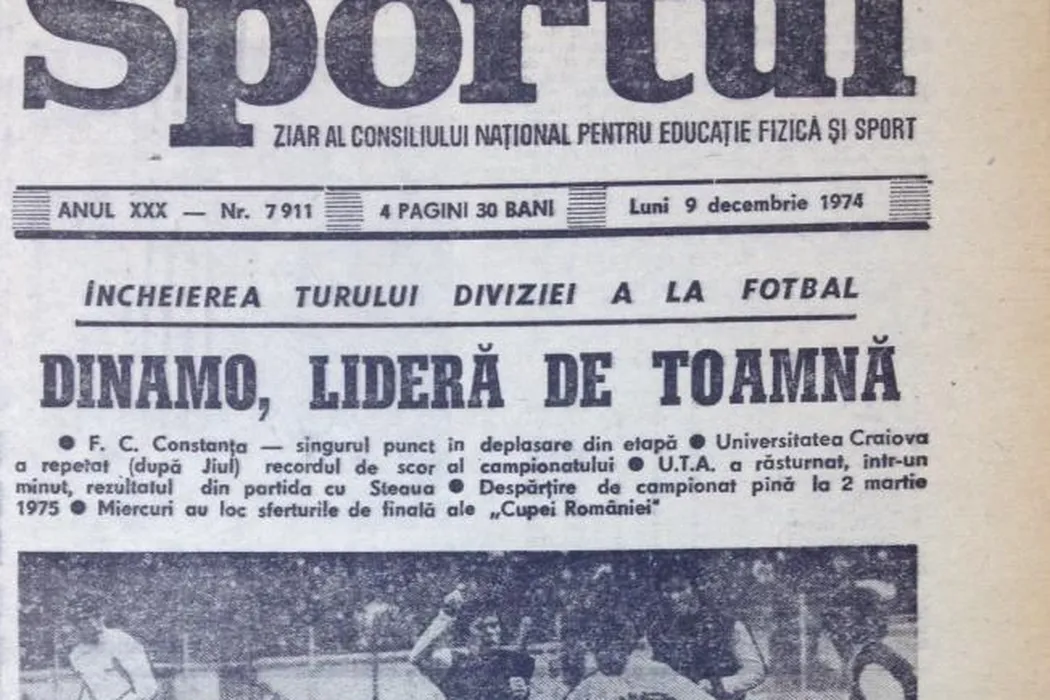 Sportul
ZIAR AL CONSILIULUI NAȚIONAL PENTRU EDUCAȚIE FIZICĂ ȘI SPORT
ANUL XXX — Nr. 7911 4 PAGINI 30 BANI Luni 9 decembrie 1974
ÎNCHEIEREA TURULUI DIVIZIEI A LA FOTBAL
DINAMO, LIDERĂ DE TOAMNĂ
● F. C. Constanța — singurul punct în deplasare din etapă ● Universitatea Craiova
a repetat (după Jiul) recordul de scor al campionatului ● U.T.A. a răsturnat, într-un
minut, rezultatul din partida cu Steaua ● Despărțire de campionat pînă la 2 martie
1975 ● Miercuri au loc sferturile de finală ale „Cupei României"